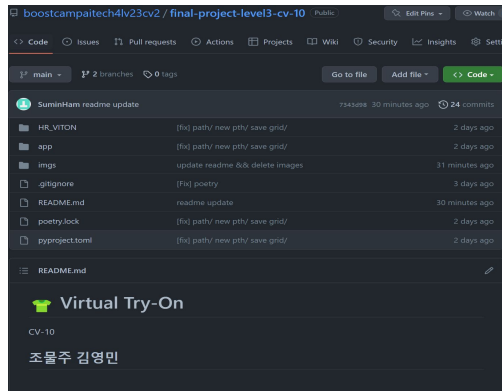 boostcampaitech4lv23cv2 / final-project-level3-cv-10 Public Edit Pins Watch
<> Code Issues Pull requests Actions Projects Wiki Security Insights Setti
main 2 branches 0 tags Go to file Add file <> Code
SuminHam readme update 7545d98 30 minutes ago 24 commits
HR_VITON [fix] path/ new pth/ save grid/ 2 days ago
app [fix] path/ new pth/ save grid/ 2 days ago
imgs update readme && delete images 31 minutes ago
.gitignore [Fix] poetry 3 days ago
README.md readme update 30 minutes ago
poetry.lock [fix] path/ new pth/ save grid/ 2 days ago
pyproject.toml [fix] path/ new pth/ save grid/ 2 days ago
README.md
Virtual Try-On
CV-10
조물주 김영민